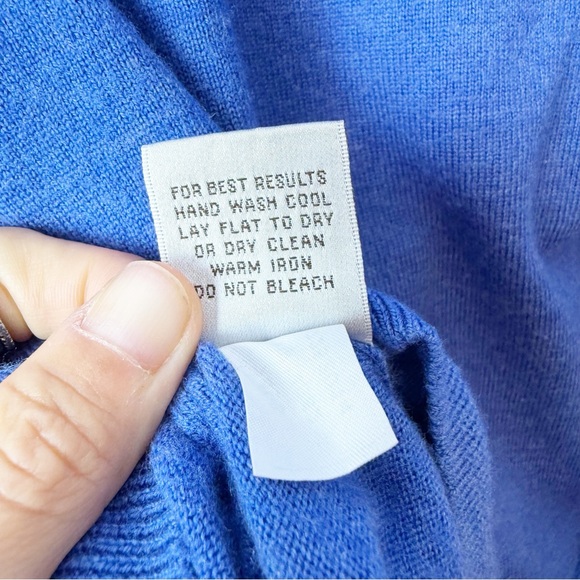 FOR BEST RESULTS
HAND WASH COOL
LAY FLAT TO DRY
OR DRY CLEAN
WARM IRON
DO NOT BLEACH